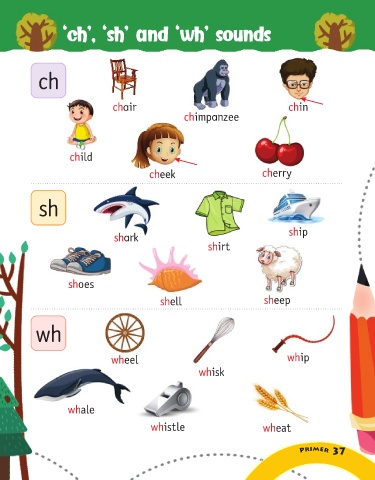 'ch', 'sh' and 'wh' sounds
ch
chair
chimpanzee
chin
child
cheek
cherry
sh
shark
shirt
ship
shoes
shell
sheep
wh
wheel
whisk
whip
whale
whistle
wheat
PRIMER 37